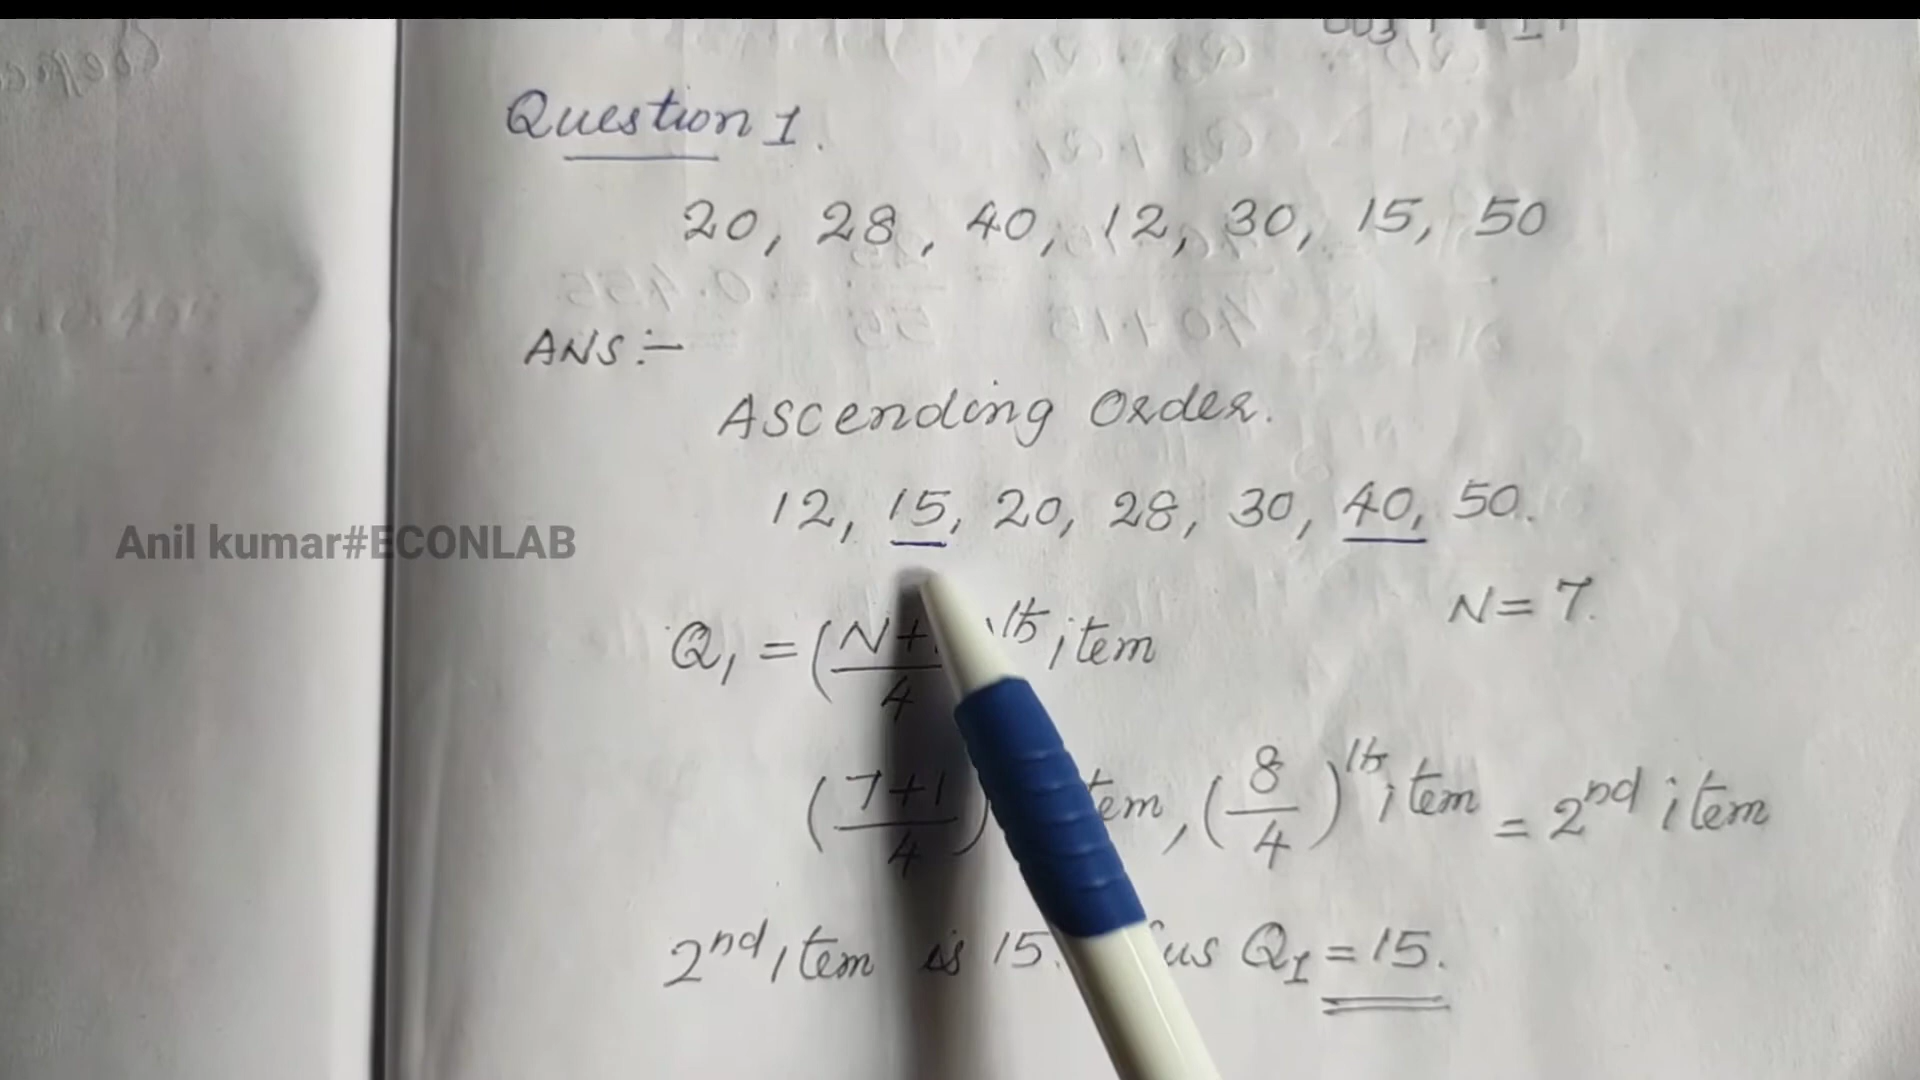 Question 1.
20, 28, 40, 12, 30, 15, 50
ANS :-
Ascending Order.
12, 15, 20, 28, 30, 40, 50.
Anil kumar#ECONLAB
N = 7.
Q1 = (N+ / 4 th item
(7+1 / 4) tem, (8 / 4)th item = 2nd item
2nd item is 15. us Q1 = 15.